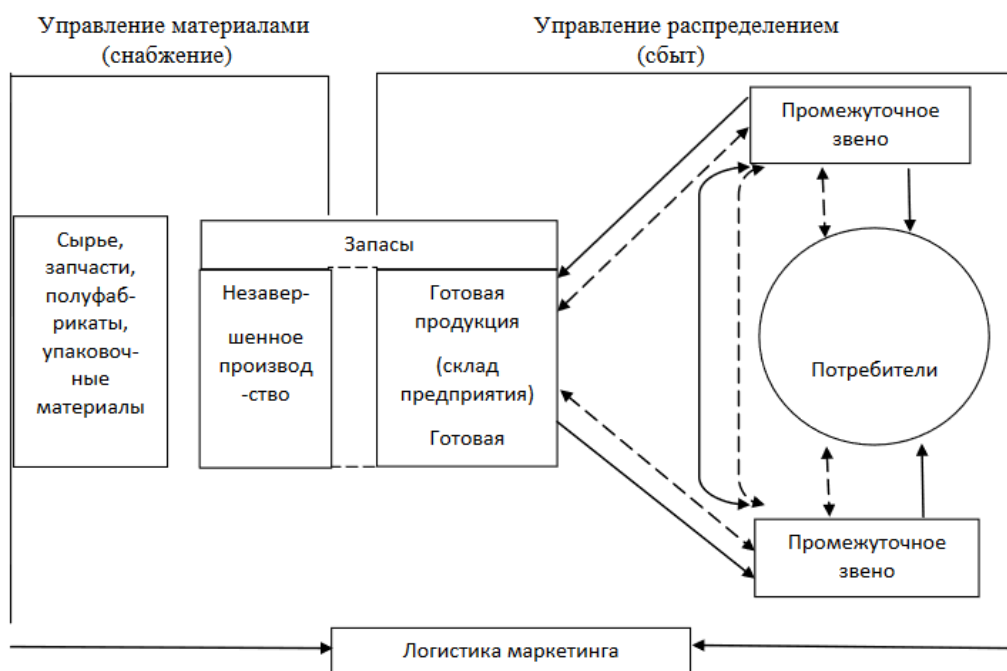 Управление материалами
(снабжение)
Управление распределением
(сбыт)
Промежуточное
звено
Сырье,
запчасти,
полуфаб-
рикаты,
упаковоч-
ные
материалы
Запасы
Незавер-
шенное
производ
-ство
Готовая
продукция
(склад
предприятия)
Готовая
Потребители
Промежуточное
звено
Логистика маркетинга